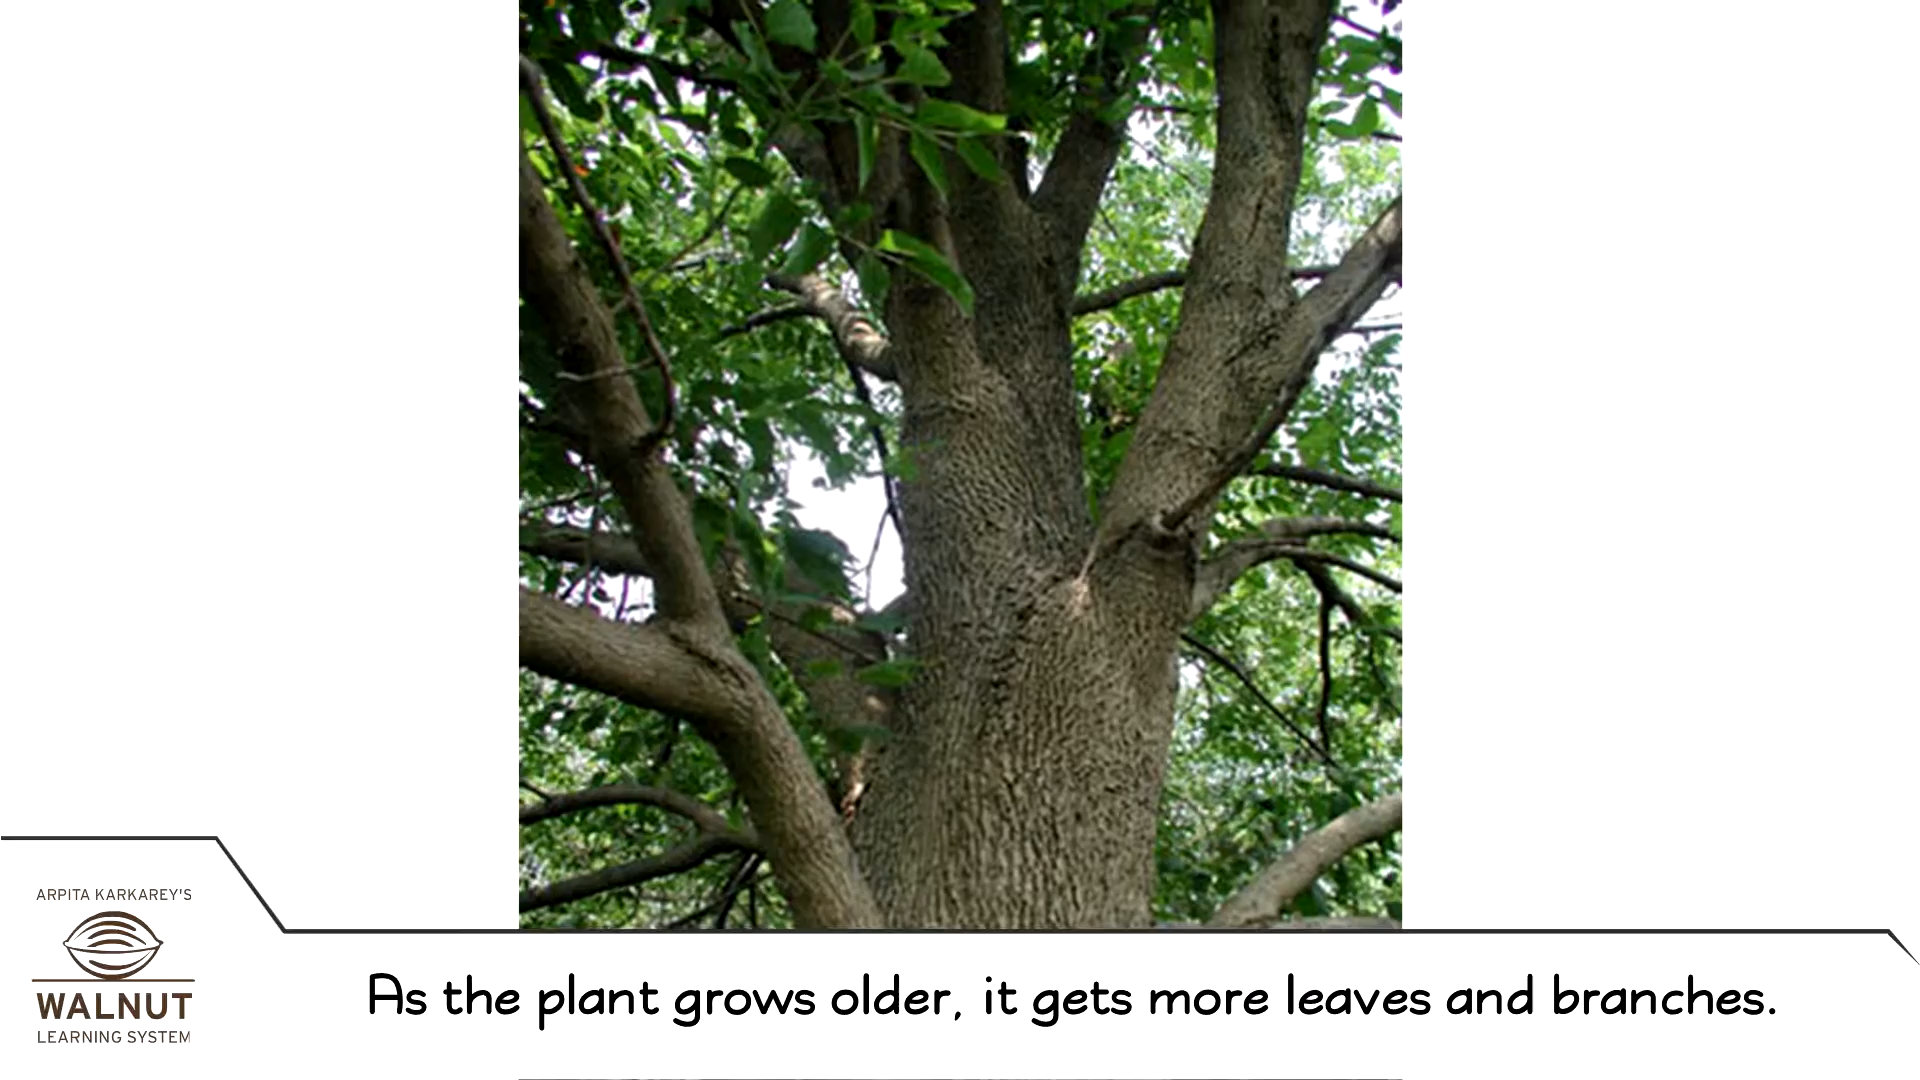 ARPITA KARKAREY'S
WALNUT
LEARNING SYSTEM
As the plant grows older, it gets more leaves and branches.